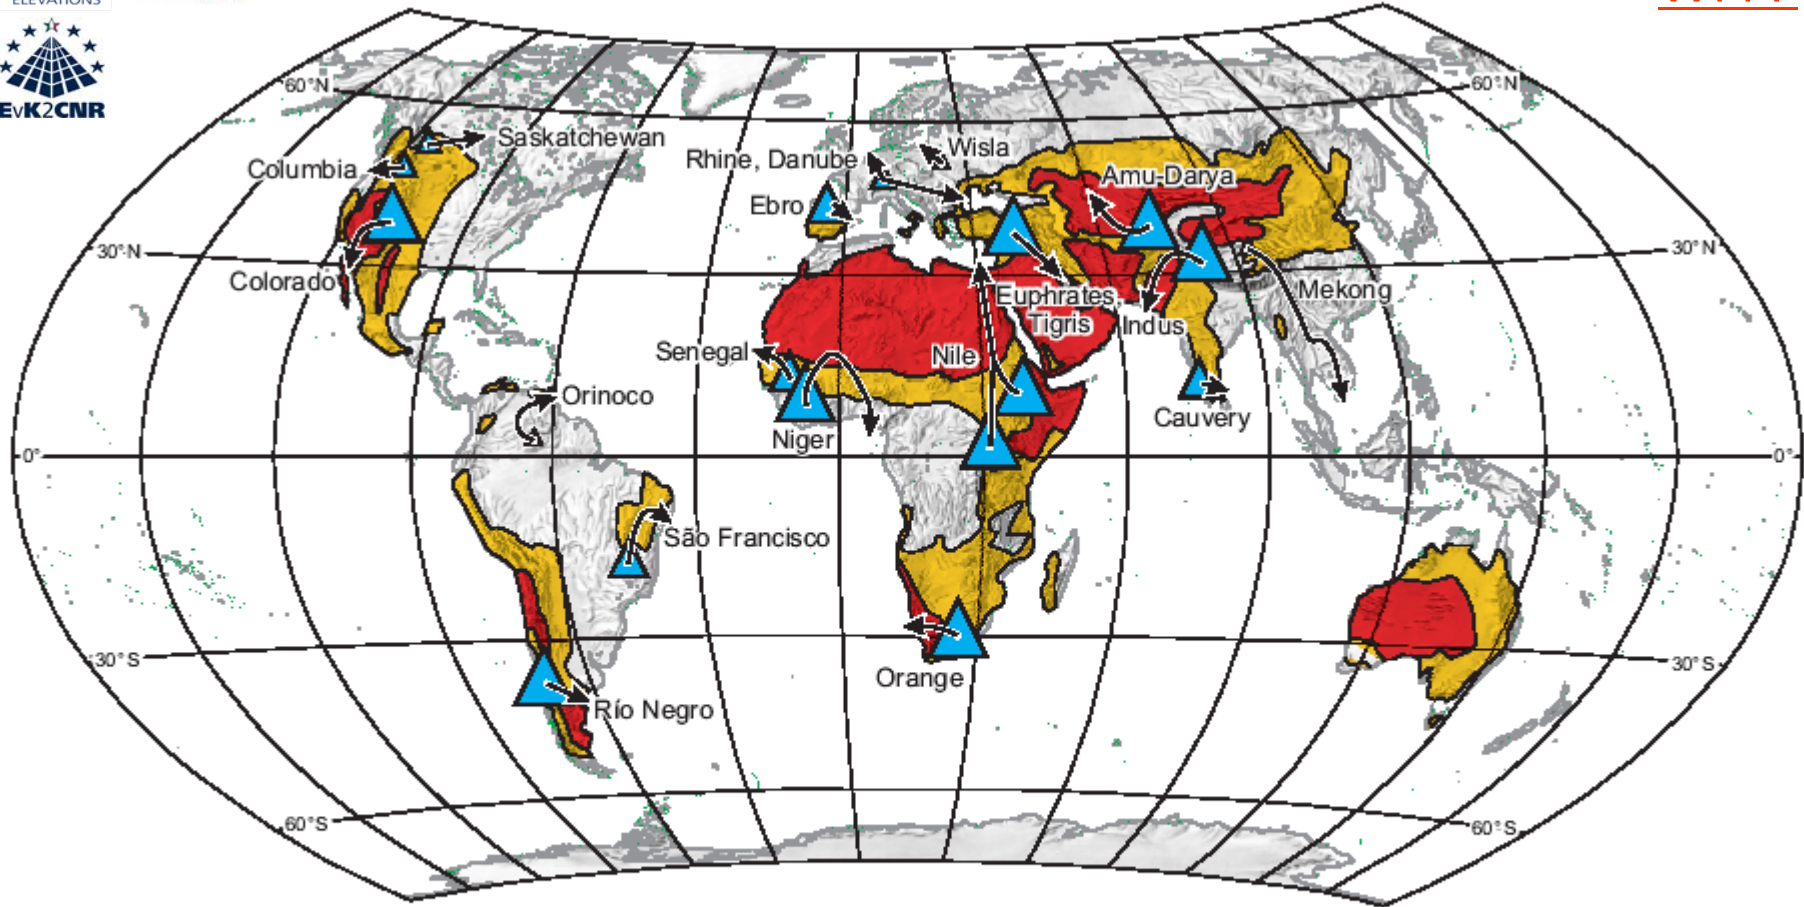 ELEVATIONS
EvK2CNR
60°N
60°N
Saskatchewan
Columbia
Rhine, Danube
Wisla
Ebro
Amu-Darya
30°N
30°N
Colorado
Mekong
Euphrates,
Tigris
Indus
Senegal
Nile
Orinoco
Niger
Cauvery
0°
0°
São Francisco
30°S
30°S
Orange
Río Negro
60°S
60°S